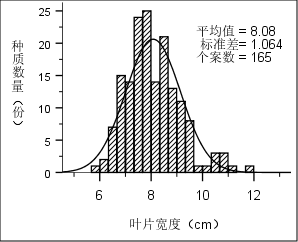 平均值 = 8.08
标准差= 1.064
个案数 = 165
种质数量（份）
25
20
15
10
5
0
6
8
10
12
叶片宽度（cm）